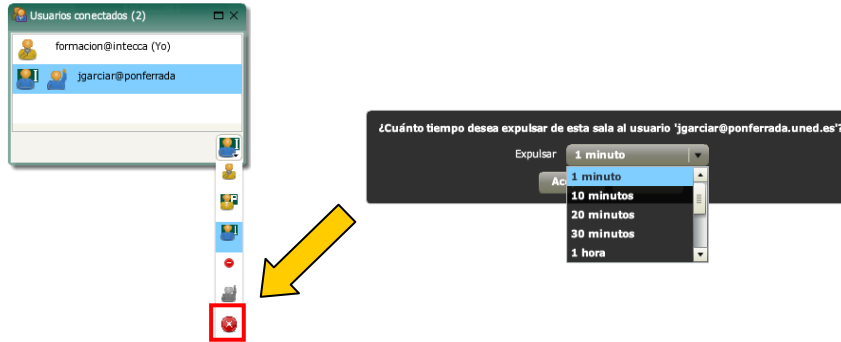 Usuarios conectados (2)
formacion@intecca (Yo)
jgarciar@ponferrada
¿Cuánto tiempo desea expulsar de esta sala al usuario 'jgarciar@ponferrada.uned.es'?
Expulsar 1 minuto
Ac
1 minuto
10 minutos
20 minutos
30 minutos
1 hora